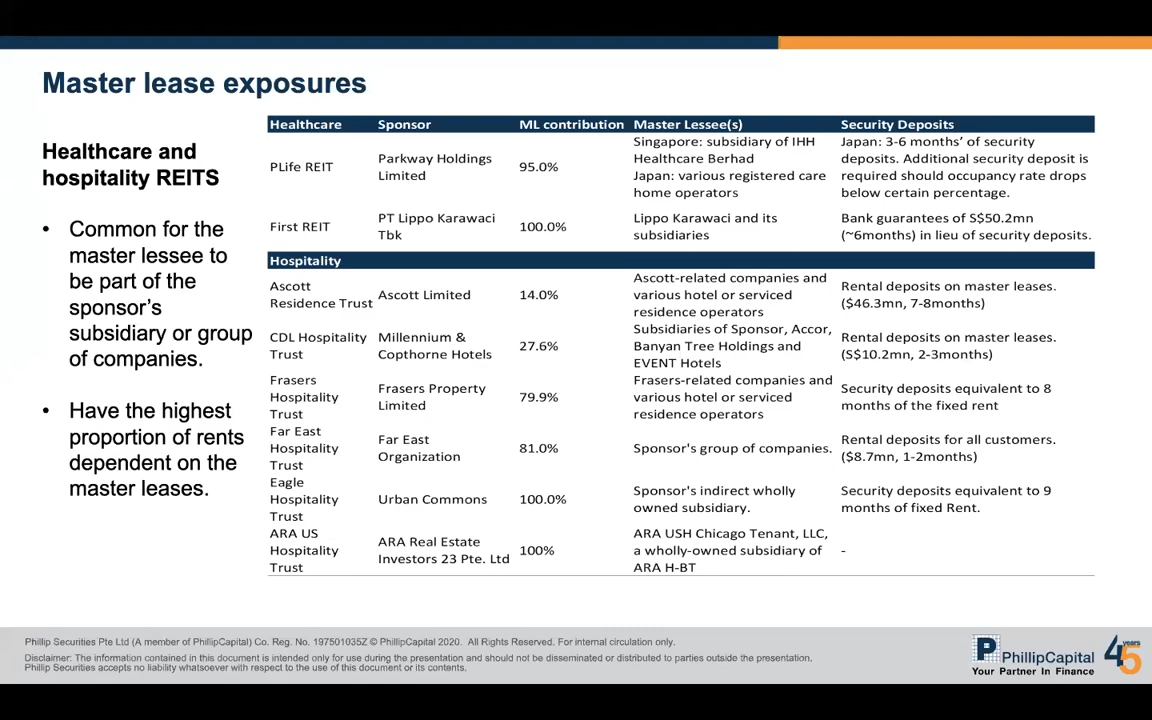 Master lease exposures
Healthcare and
hospitality REITS
• Common for the
master lessee to
be part of the
sponsor's
subsidiary or group
of companies.
• Have the highest
proportion of rents
dependent on the
master leases.
Healthcare Sponsor ML contribution Master Lessee(s) Security Deposits
PLife REIT
Parkway Holdings
Limited
95.0%
Singapore: subsidiary of IHH
Healthcare Berhad
Japan: various registered care
home operators
Japan: 3-6 months' of security
deposits. Additional security deposit is
required should occupancy rate drops
below certain percentage.
First REIT
PT Lippo Karawaci
Tbk
100.0%
Lippo Karawaci and its
subsidiaries
Bank guarantees of S$50.2mn
(~6months) in lieu of security deposits.
Hospitality
Ascott
Residence Trust
Ascott Limited
14.0%
Ascott-related companies and
various hotel or serviced
residence operators
Rental deposits on master leases.
($46.3mn, 7-8months)
CDL Hospitality
Trust
Millennium &
Copthorne Hotels
27.6%
Subsidiaries of Sponsor, Accor,
Banyan Tree Holdings and
EVENT Hotels
Rental deposits on master leases.
(S$10.2mn, 2-3months)
Frasers
Hospitality
Trust
Frasers Property
Limited
79.9%
Frasers-related companies and
various hotel or serviced
residence operators
Security deposits equivalent to 8
months of the fixed rent
Far East
Hospitality
Trust
Far East
Organization
81.0%
Sponsor's group of companies.
Rental deposits for all customers.
($8.7mn, 1-2months)
Eagle
Hospitality
Trust
Urban Commons
100.0%
Sponsor's indirect wholly
owned subsidiary.
Security deposits equivalent to 9
months of fixed Rent.
ARA US
Hospitality
Trust
ARA Real Estate
Investors 23 Pte. Ltd
100%
ARA USH Chicago Tenant, LLC,
a wholly-owned subsidiary of
ARA H-BT
-
Phillip Securities Pte Ltd (A member of PhillipCapital) Co. Reg. No. 197501035Z © PhillipCapital 2020. All Rights Reserved. For internal circulation only.
Disclaimer: The information contained in this document is intended only for use during the presentation and should not be disseminated or distributed to parties outside the presentation.
Phillip Securities accepts no liability whatsoever with respect to the use of this document or its contents.
P PhillipCapital
Your Partner In Finance
45 years